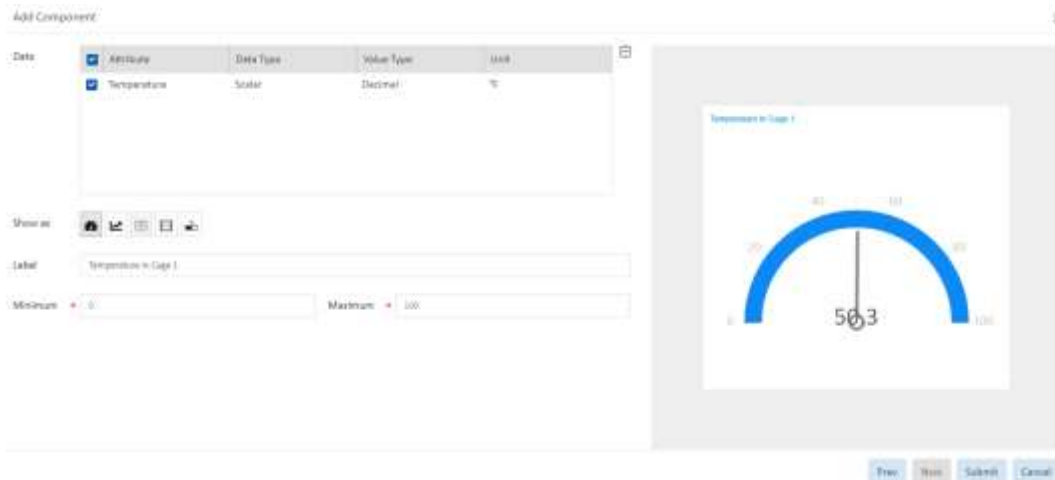 Add Component
Data
Attribute Data Type Value Type Unit
Temperature Scalar Decimal °C
Show as
Label Temperature in Cage 1
Minimum * 0 Maximum * 100
Temperature in Cage 1
40 60
20 80
0 50.3 100
Prev Next Submit Cancel